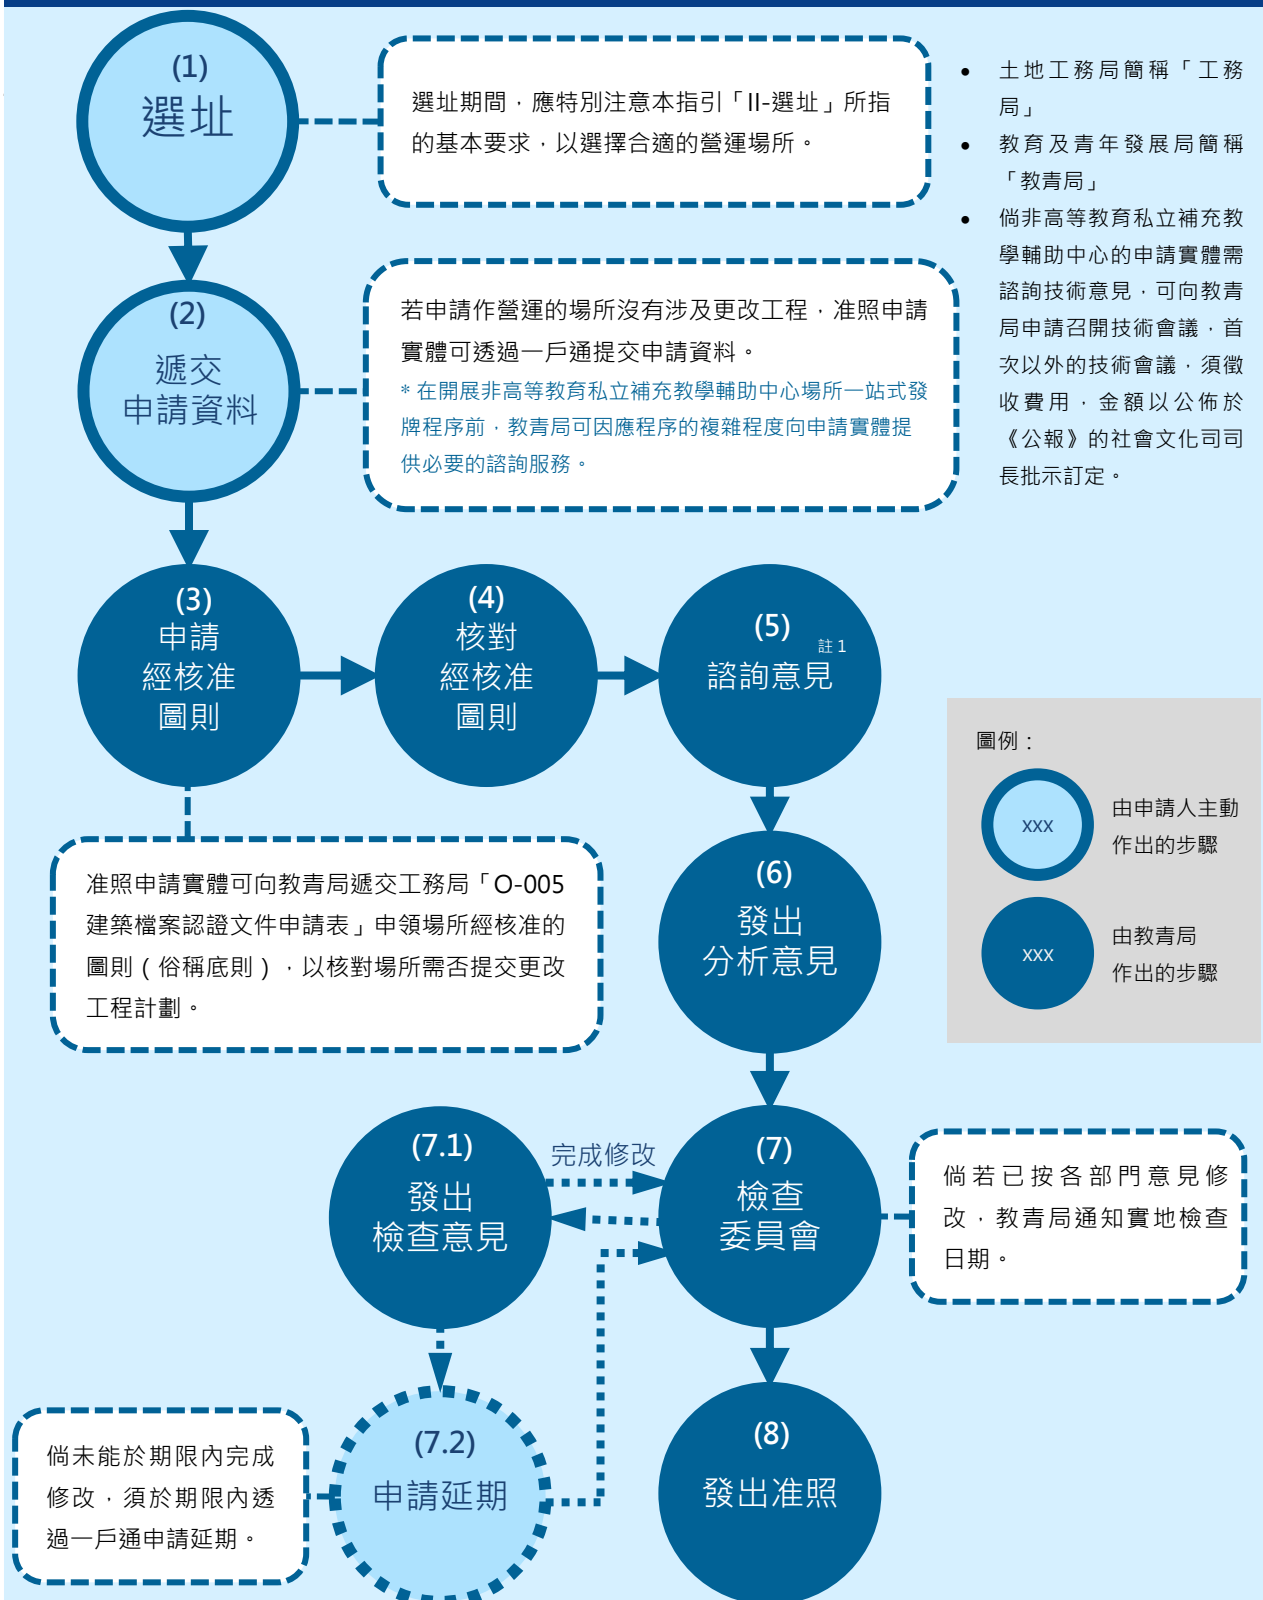 (1)
選址
選址期間，應特別注意本指引「II-選址」所指
的基本要求，以選擇合適的營運場所。
● 土地工務局簡稱「工務
局」
● 教育及青年發展局簡稱
「教青局」
● 倘非高等教育私立補充教
學輔助中心的申請實體需
諮詢技術意見，可向教青
局申請召開技術會議，首
次以外的技術會議，須徵
收費用，金額以公佈於
《公報》的社會文化司司
長批示訂定。
(2)
遞交
申請資料
若申請作營運的場所沒有涉及更改工程，准照申請
實體可透過一戶通提交申請資料。
* 在開展非高等教育私立補充教學輔助中心場所一站式發
牌程序前，教青局可因應程序的複雜程度向申請實體提
供必要的諮詢服務。
(3)
申請
經核准
圖則
(4)
核對
經核准
圖則
(5)
註 1
諮詢意見
圖例：
xxx
由申請人主動
作出的步驟
xxx
由教青局
作出的步驟
准照申請實體可向教青局遞交工務局「O-005
建築檔案認證文件申請表」申領場所經核准的
圖則（俗稱底則），以核對場所需否提交更改
工程計劃。
(6)
發出
分析意見
(7.1)
發出
檢查意見
完成修改
(7)
檢查
委員會
倘若已按各部門意見修
改，教青局通知實地檢查
日期。
倘未能於期限內完成
修改，須於期限內透
過一戶通申請延期。
(7.2)
申請延期
(8)
發出准照